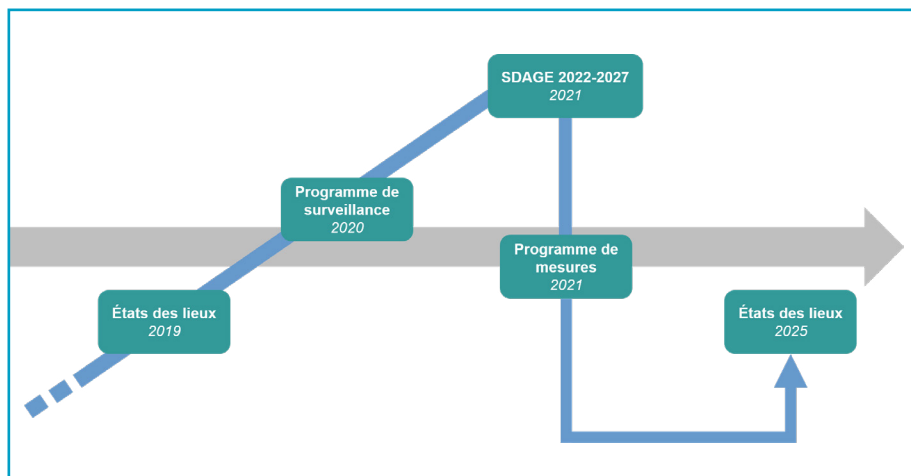 SDAGE 2022-2027
2021
Programme de
surveillance
2020
Programme de
mesures
2021
États des lieux
2019
États des lieux
2025